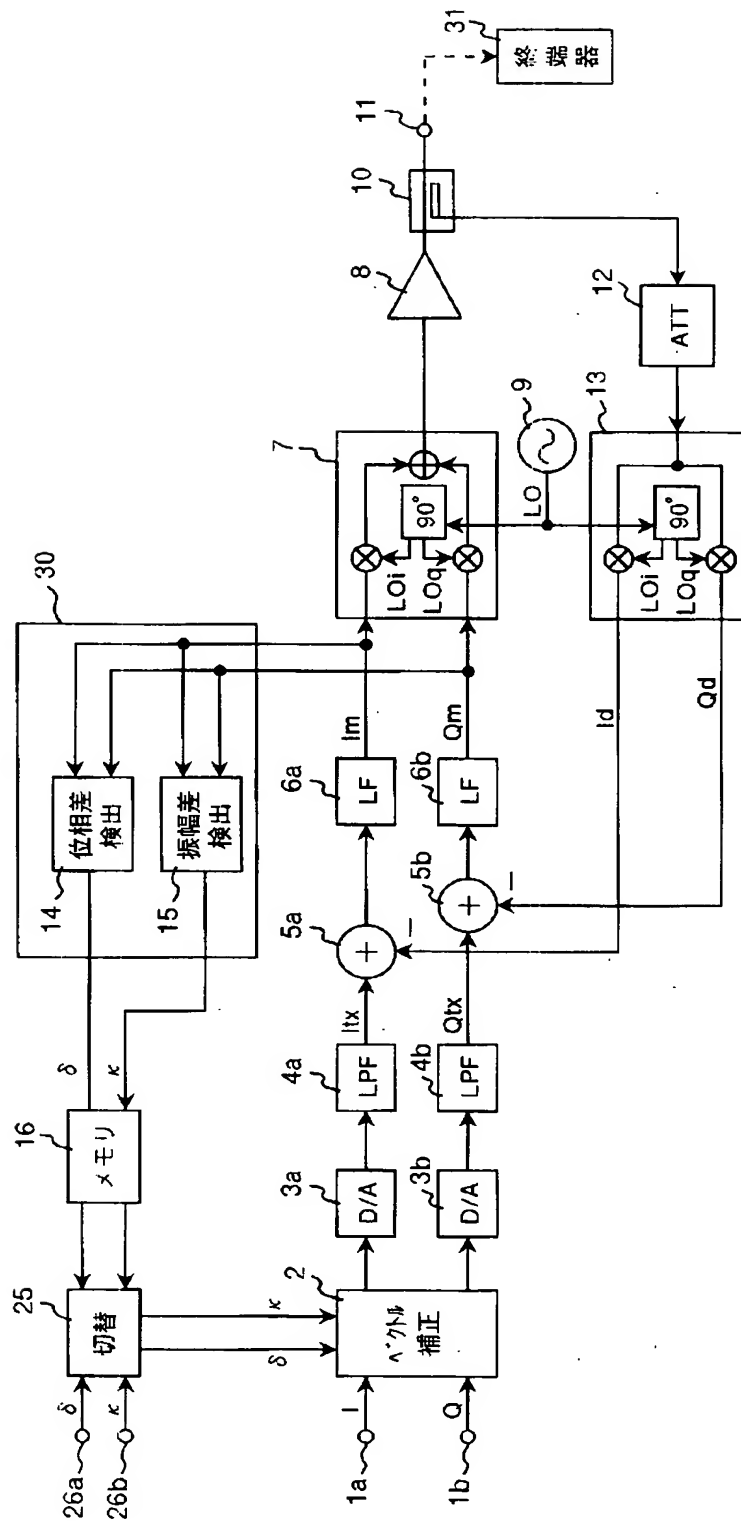 26a
δ
26b
κ
25
切替
16
メモリ
δ
κ
30
14
位相差
検出
15
振幅差
検出
κ
δ
1a
I
1b
Q
2
ベクトル
補正
3a
D/A
3b
D/A
4a
LPF
4b
LPF
Itx
Qtx
5a
+
−
5b
+
−
6a
LF
6b
LF
Im
Qm
7
90°
LOi
LOq
8
9
LO
10
11
31
終端
器
12
ATT
13
90°
LOi
LOq
Id
Qd